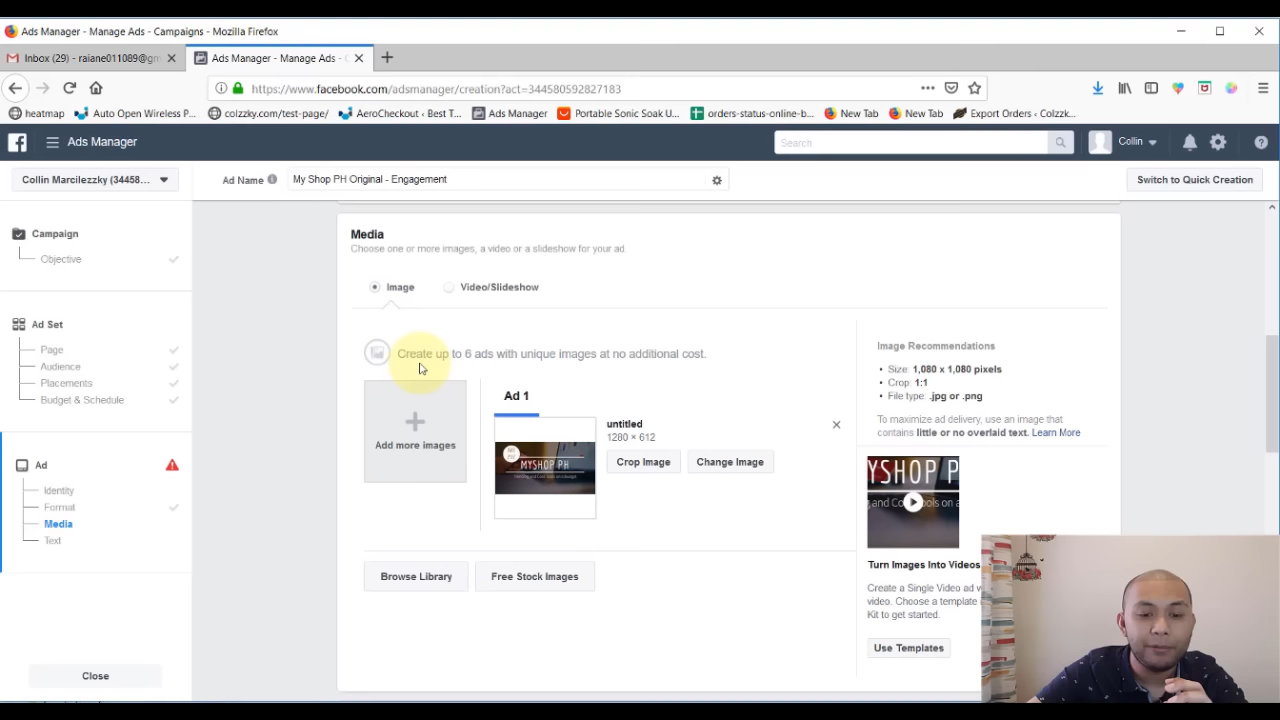 Ads Manager - Manage Ads - Campaigns - Mozilla Firefox
Inbox (29) - raiane011089@gm
Ads Manager - Manage Ads -
https://www.facebook.com/adsmanager/creation?act=344580592827183
heatmap
Auto Open Wireless P...
colzzky.com/test-page/
AeroCheckout ‹ Best T...
Ads Manager
Portable Sonic Soak U...
orders-status-online-b...
New Tab
New Tab
Export Orders ‹ Colzzk...
Ads Manager
Search
Collin
Collin Marcilezzky (34458...
Ad Name
My Shop PH Original - Engagement
Switch to Quick Creation
Campaign
Objective
Ad Set
Page
Audience
Placements
Budget & Schedule
Ad
Identity
Format
Media
Text
Close
Media
Choose one or more images, a video or a slideshow for your ad.
Image
Video/Slideshow
Create up to 6 ads with unique images at no additional cost.
Add more images
Ad 1
MYSHOP PH
untitled
1280 × 612
Crop Image
Change Image
Browse Library
Free Stock Images
Image Recommendations
• Size: 1,080 x 1,080 pixels
• Crop: 1:1
• File type: .jpg or .png
To maximize ad delivery, use an image that
contains little or no overlaid text. Learn More
MYSHOP P
Turn Images Into Videos
Create a Single Video ad
video. Choose a template
Kit to get started.
Use Templates